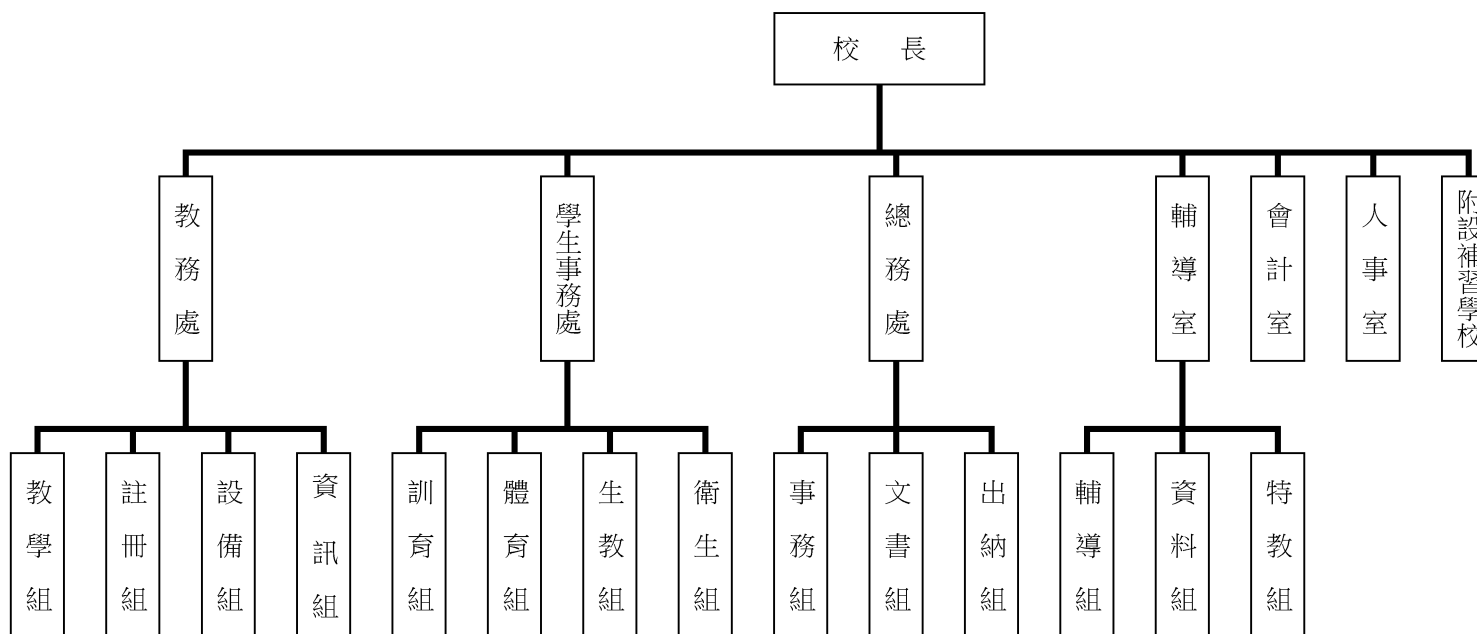 校長
教務處
學生事務處
總務處
輔導室
會計室
人事室
附設補習學校
教學組
註冊組
設備組
資訊組
訓育組
體育組
生教組
衛生組
事務組
文書組
出納組
輔導組
資料組
特教組